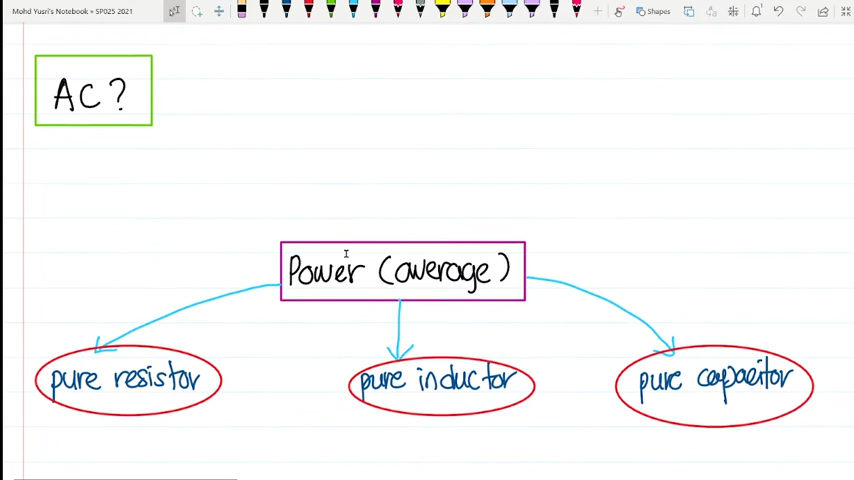 Mohd Yusri's Notebook » SP025 2021
Shapes
AC?
Power (average)
pure resistor
pure inductor
pure capacitor